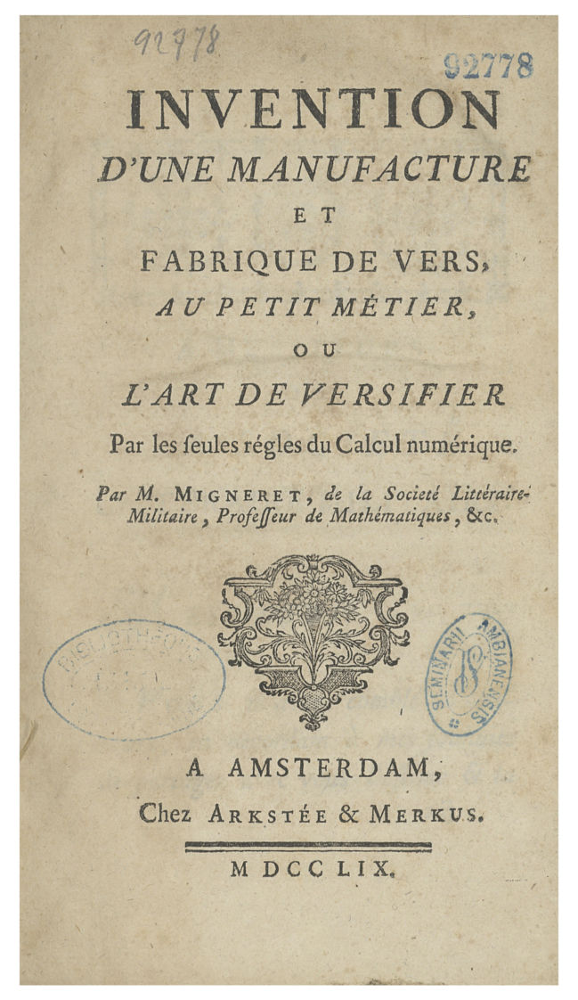 92778
92778
INVENTION
D'UNE MANUFACTURE
ET
FABRIQUE DE VERS,
AU PETIT MÉTIER,
OU
L'ART DE VERSIFIER
Par les ſeules régles du Calcul numérique.
Par M. MIGNERET, de la Societé Littéraire-
Militaire, Profeſſeur de Mathématiques, &c.
BIBLIOTHEQUE
SEMINARII AMBIANENSIS
A AMSTERDAM,
Chez ARKSTÉE & MERKUS.
M DCC LIX.